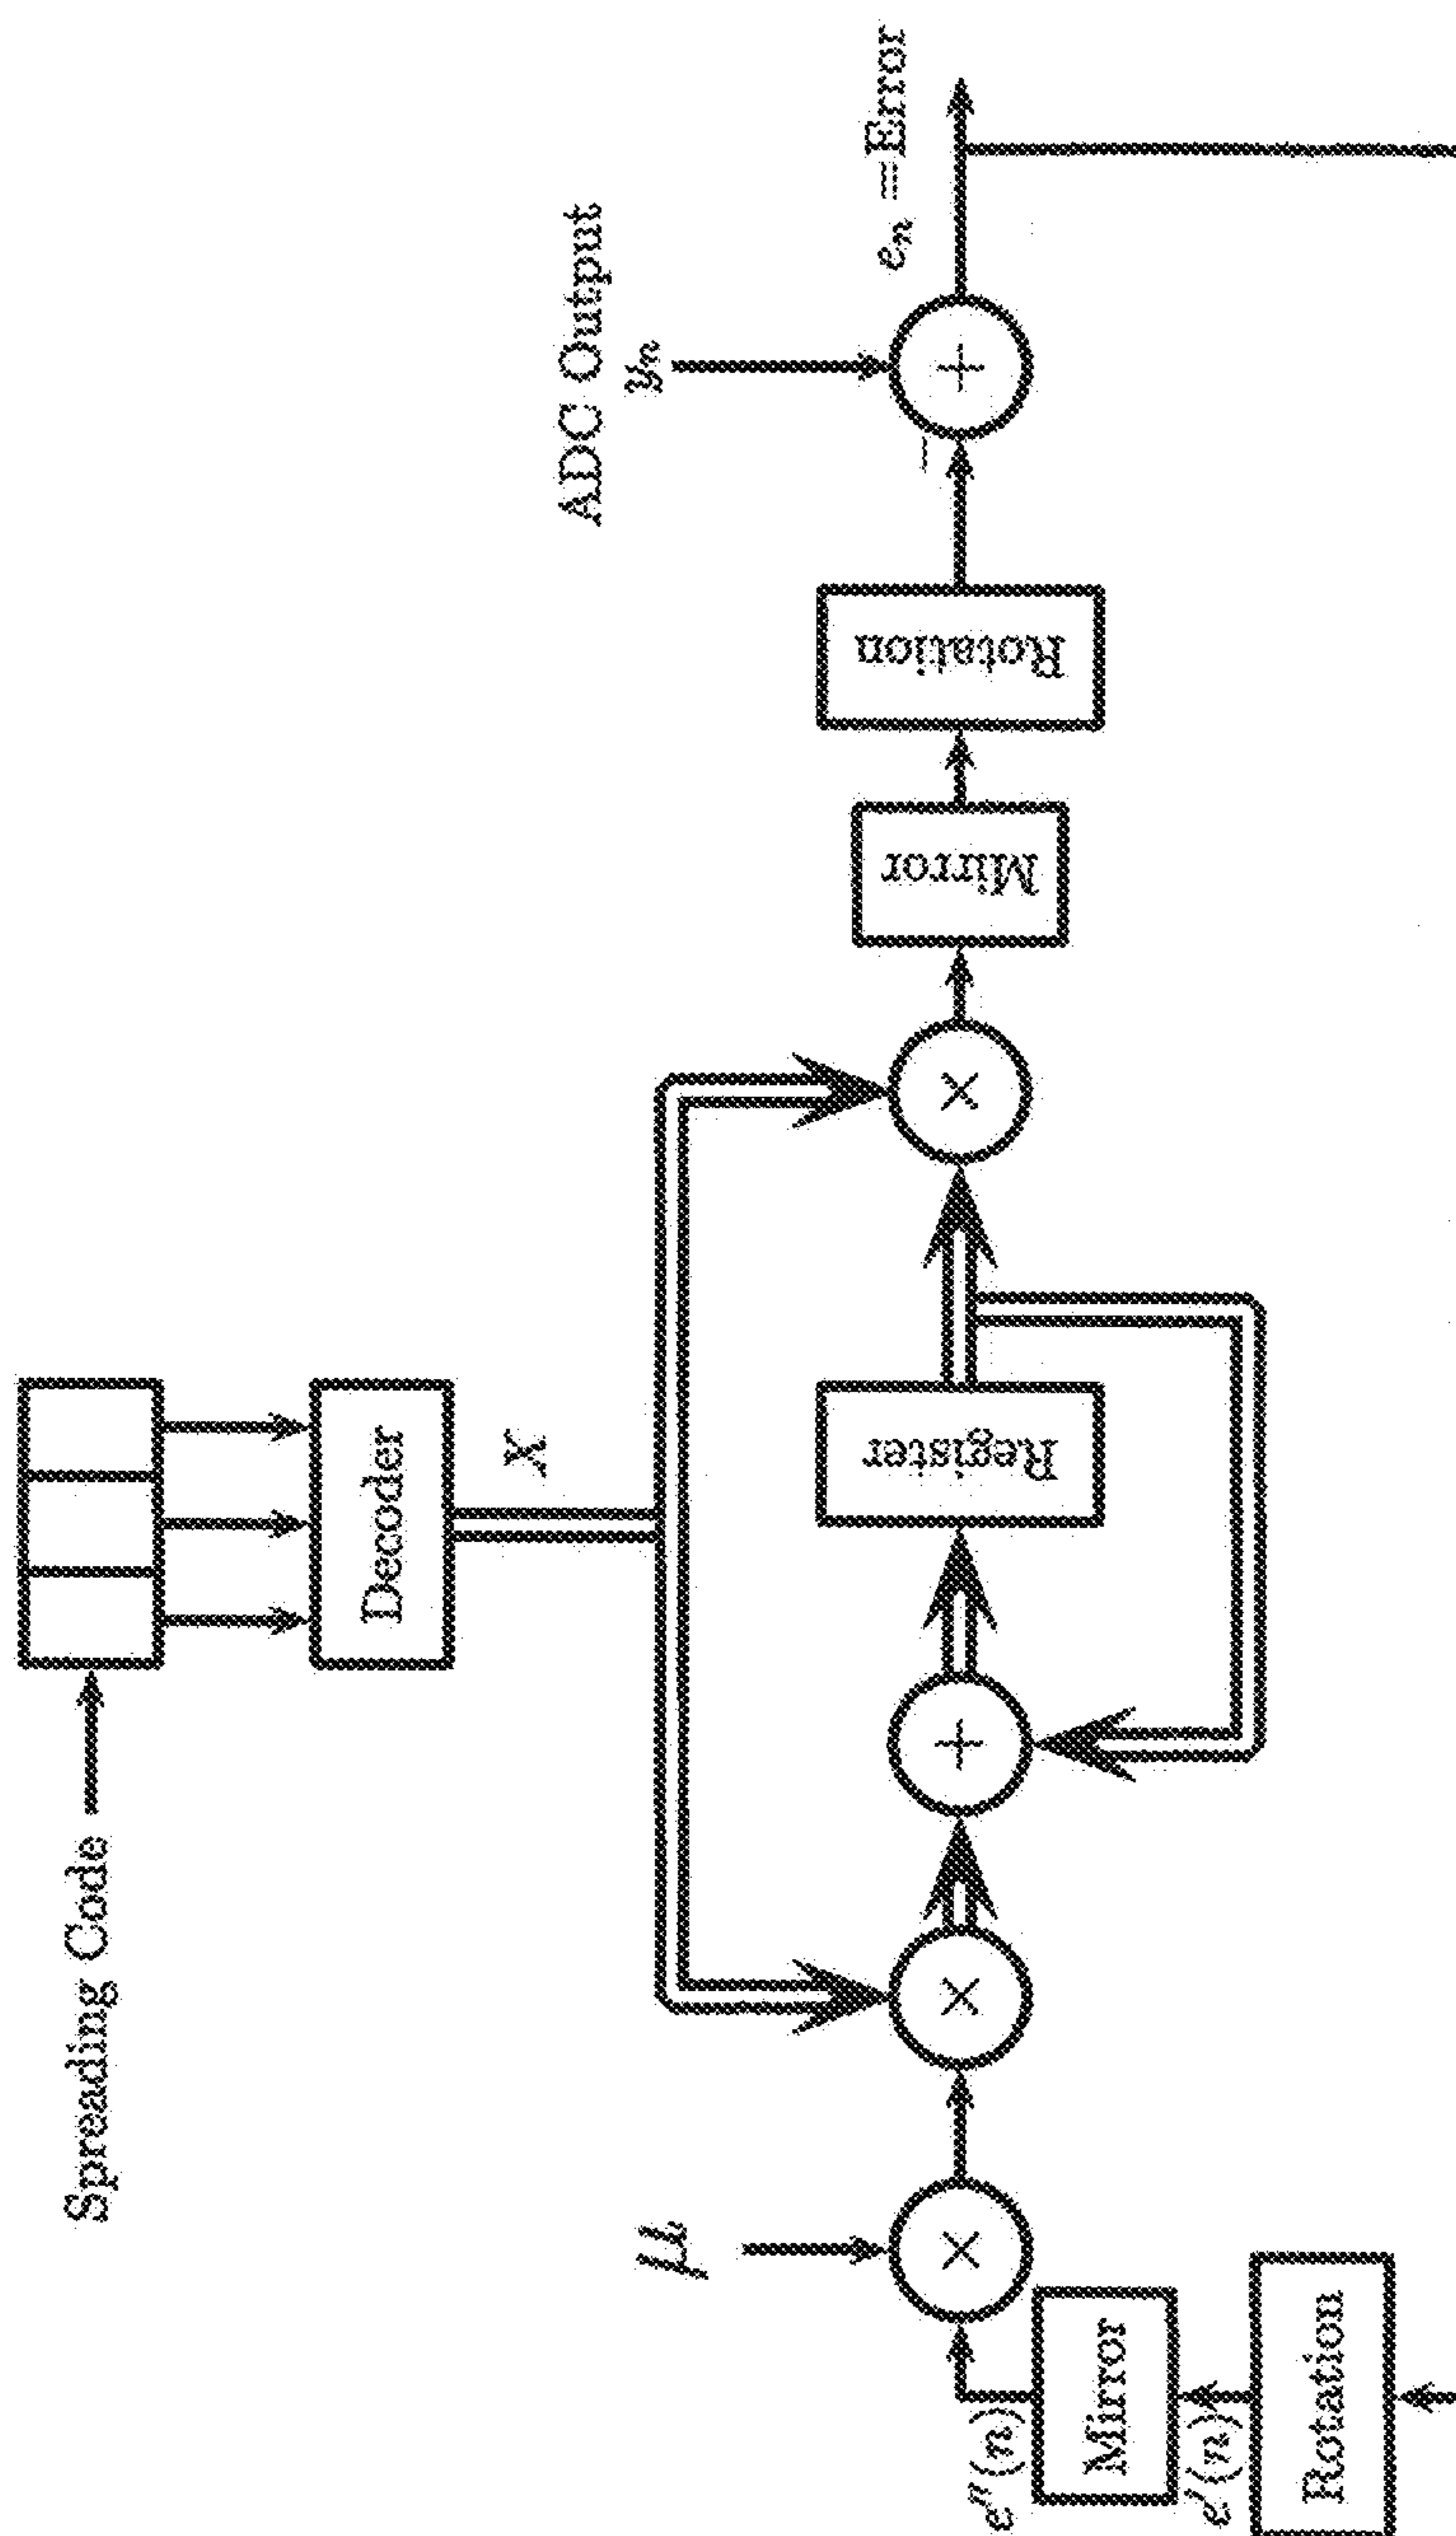 Spreading Code
Decoder
X
ADC Output
yₙ
eₙ =Error
−
μ
×
×
+
Register
×
Mirror
Rotation
+
e″(n)
Mirror
e′(n)
Rotation